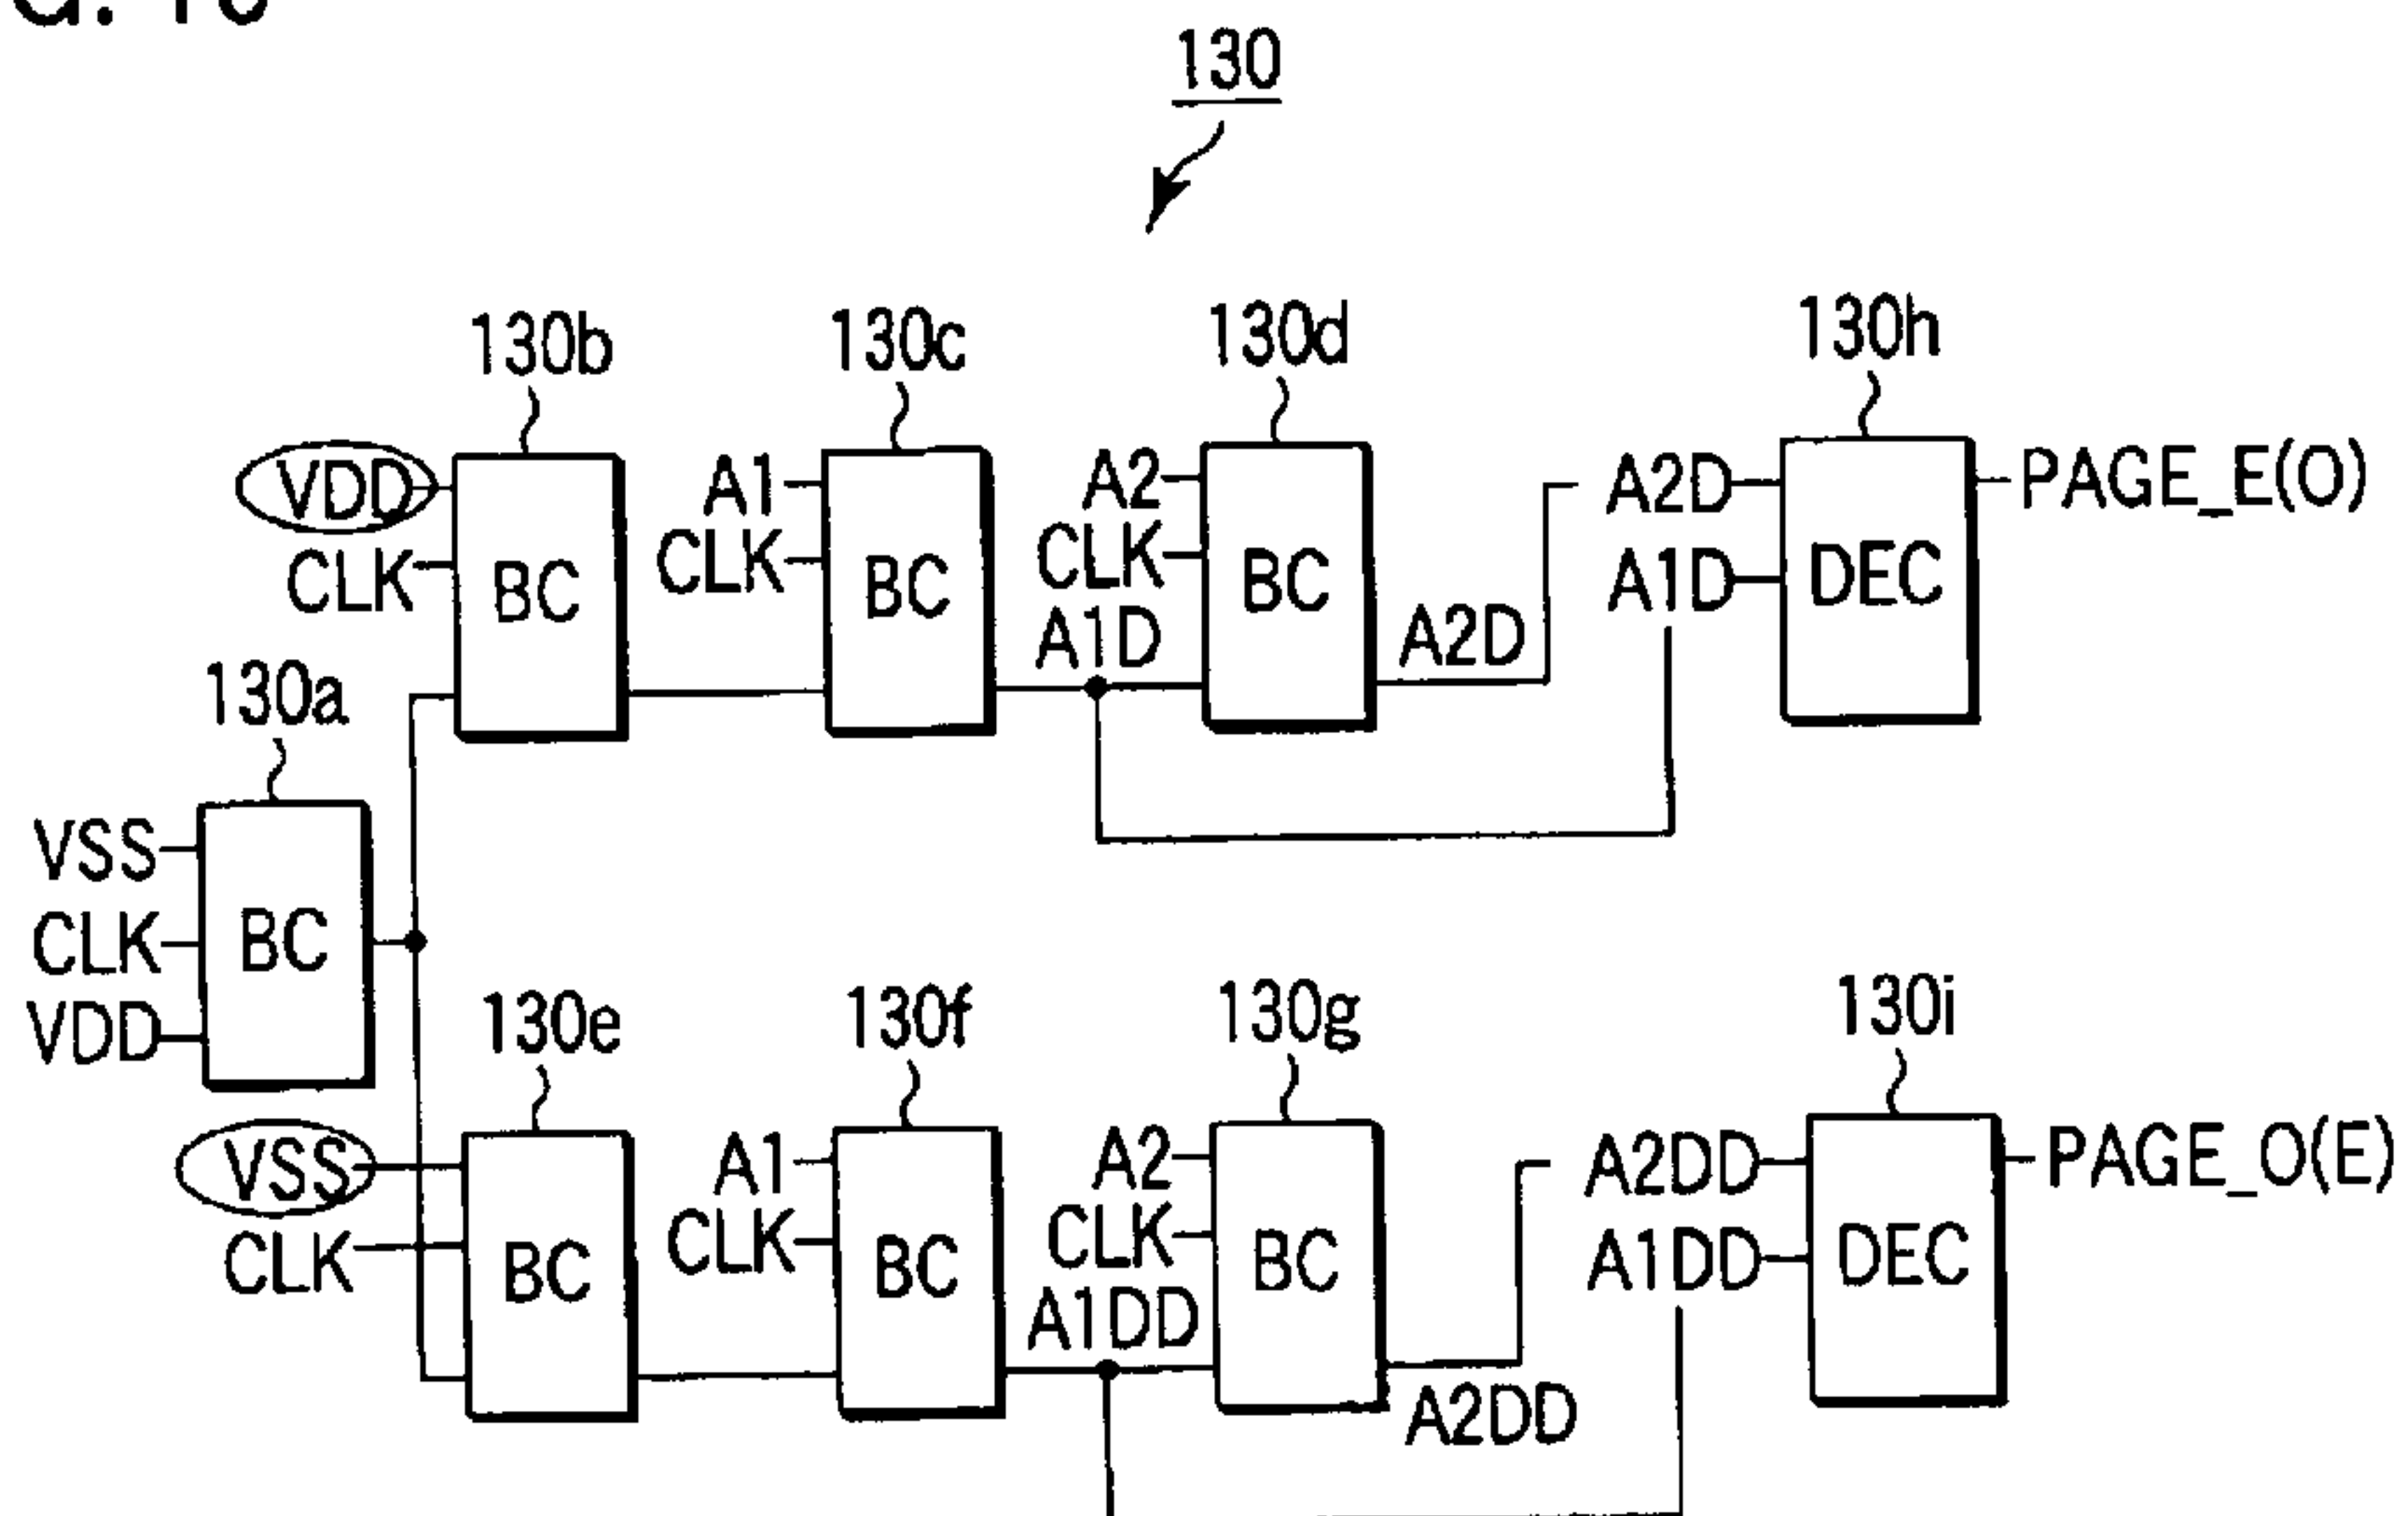 130
130b
130c
130d
130h
VDD
CLK
BC
A1
CLK
BC
A2
CLK
A1D
BC
A2D
A2D
A1D
DEC
PAGE_E(O)
130a
VSS
CLK
VDD
BC
130e
130f
130g
130i
VSS
CLK
BC
A1
CLK
BC
A2
CLK
A1DD
BC
A2DD
A2DD
A1DD
DEC
PAGE_O(E)